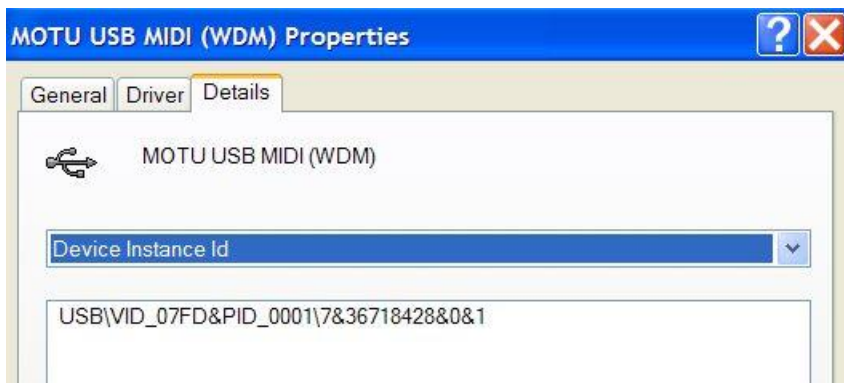 MOTU USB MIDI (WDM) Properties
General Driver Details
MOTU USB MIDI (WDM)
Device Instance Id
USB\VID_07FD&PID_0001\7&36718428&0&1